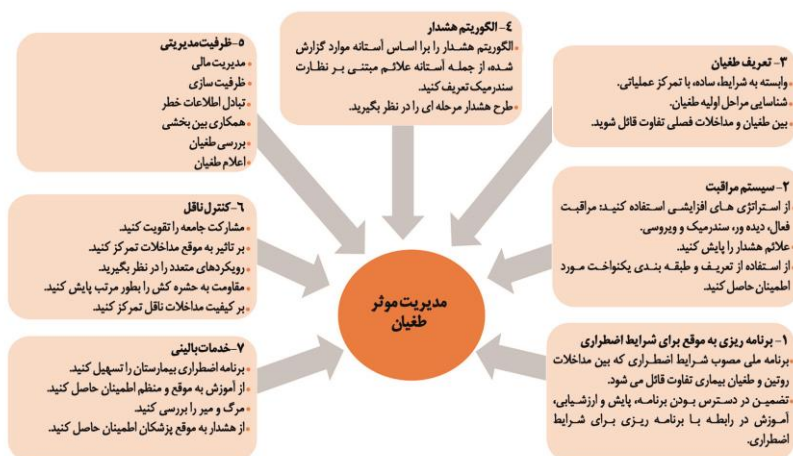 ۱- برنامه ریزی به موقع برای شرایط اضطراری
برنامه ملی مصوب شرایط اضطراری که بین مداخلات
روتین و طغیان بیماری تفاوت قائل می شود.
تضمین در دسترس بودن برنامه، پایش و ارزشیابی،
آموزش در رابطه با برنامه ریزی برای شرایط
اضطراری.
۲- سیستم مراقبت
از استراتژی های افزایشی استفاده کنید: مراقبت
فعال، دیده ور، سندرمیک و ویروسی.
علائم هشدار را پایش کنید.
از استفاده از تعریف و طبقه بندی یکنواخت مورد
اطمینان حاصل کنید.
۳- تعریف طغیان
وابسته به شرایط، ساده، با تمرکز عملیاتی.
شناسایی مراحل اولیه طغیان.
بین طغیان و مداخلات فصلی تفاوت قائل شوید.
٤- الگوریتم هشدار
الگوریتم هشدار را برا اساس آستانه موارد گزارش
شده، از جمله آستانه علائم مبتنی بر نظارت
سندرمیک تعریف کنید.
طرح هشدار مرحله ای را در نظر بگیرید.
٥- ظرفیت مدیریتی
مدیریت مالی
ظرفیت سازی
تبادل اطلاعات خطر
همکاری بین بخشی
بررسی طغیان
اعلام طغیان
٦- کنترل ناقل
مشارکت جامعه را تقویت کنید.
بر تاثیر به موقع مداخلات تمرکز کنید.
رویکردهای متعدد را در نظر بگیرید.
مقاومت به حشره کش را بطور مرتب پایش کنید.
بر کیفیت مداخلات ناقل تمرکز کنید.
۷- خدمات بالینی
برنامه اضطراری بیمارستان را تسهیل کنید.
از آموزش به موقع و منظم اطمینان حاصل کنید.
مرگ و میر را بررسی کنید.
از هشدار به موقع پزشکان اطمینان حاصل کنید.
مدیریت موثر
طغیان